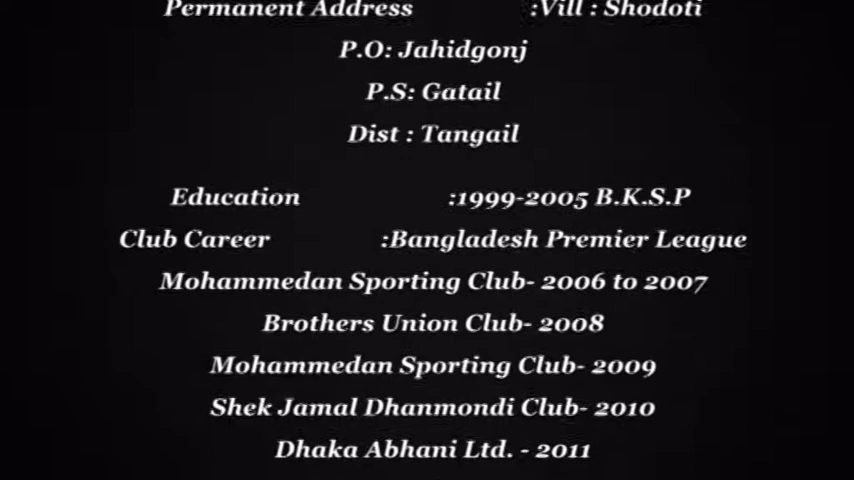 Permanent Address :Vill : Shodoti
P.O: Jahidgonj
P.S: Gatail
Dist : Tangail
Education :1999-2005 B.K.S.P
Club Career :Bangladesh Premier League
Mohammedan Sporting Club- 2006 to 2007
Brothers Union Club- 2008
Mohammedan Sporting Club- 2009
Shek Jamal Dhanmondi Club- 2010
Dhaka Abhani Ltd. - 2011